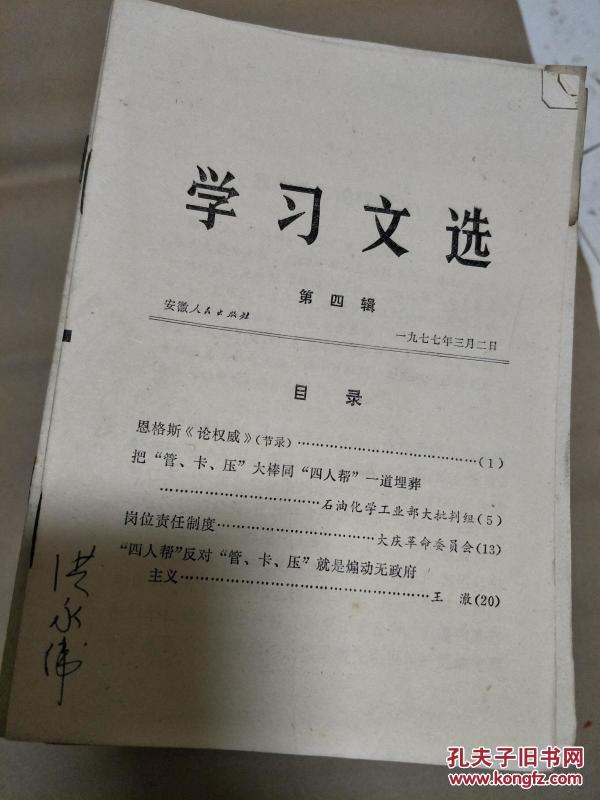 学习文选
第四辑
安徽人民出版社
一九七七年三月二日
目录
恩格斯《论权威》(节录)……………………………(1)
把“管、卡、压”大棒同“四人帮”一道埋葬
……………………石油化学工业部大批判组(5)
岗位责任制度……………………大庆革命委员会(13)
“四人帮”反对“管、卡、压”就是煽动无政府
主义………………………………………王 澈(20)
洪永伟
孔夫子旧书网
www.kongfz.com